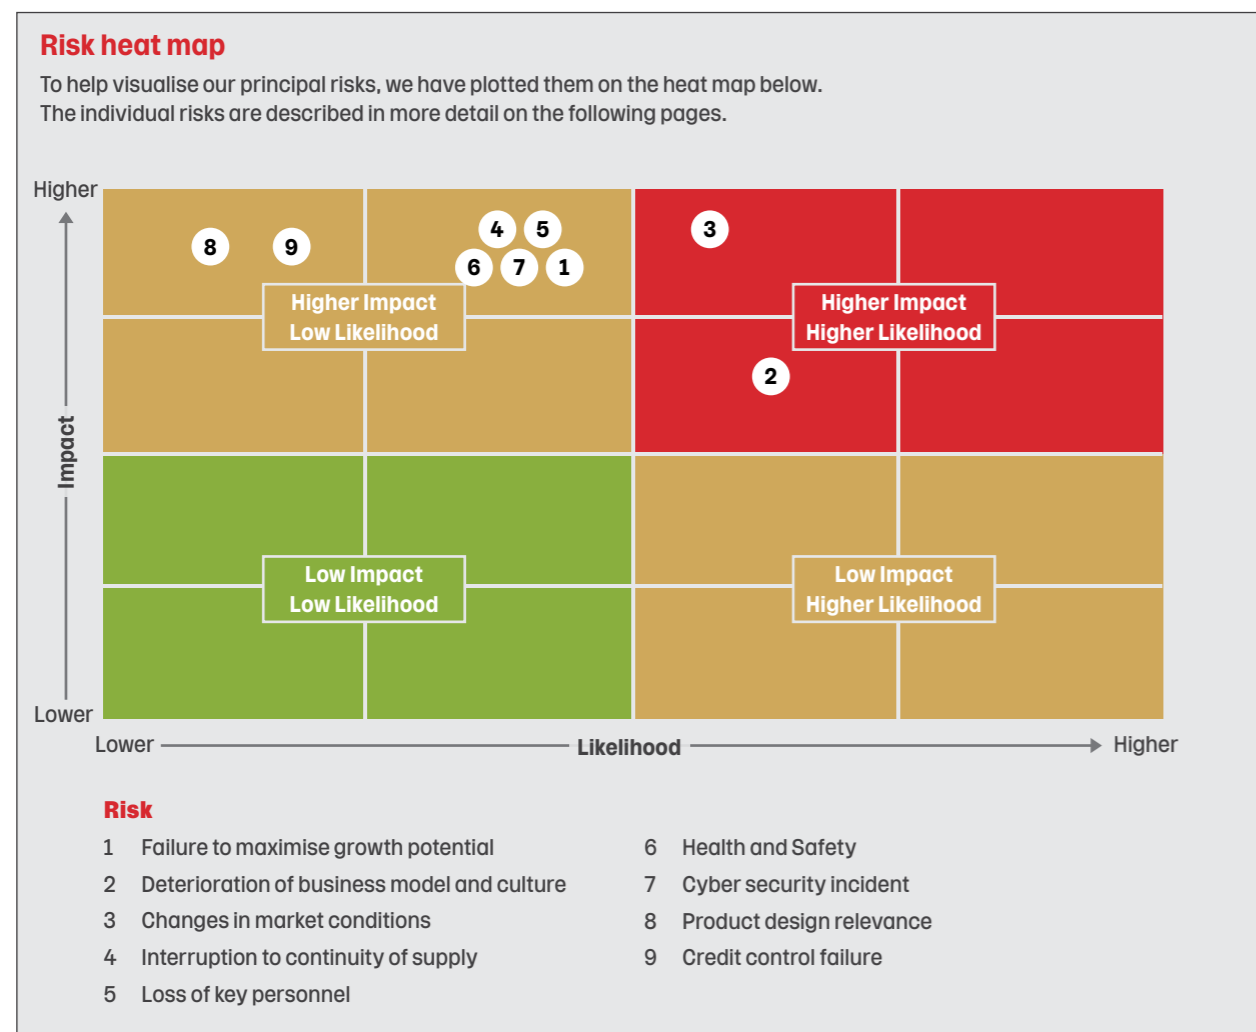 Risk heat map
To help visualise our principal risks, we have plotted them on the heat map below.
The individual risks are described in more detail on the following pages.
Higher
8
9
4
5
6
7
1
3
Higher Impact
Low Likelihood
Higher Impact
Higher Likelihood
2
Impact
Low Impact
Low Likelihood
Low Impact
Higher Likelihood
Lower
Lower
Likelihood
Higher
Risk
1 Failure to maximise growth potential
2 Deterioration of business model and culture
3 Changes in market conditions
4 Interruption to continuity of supply
5 Loss of key personnel
6 Health and Safety
7 Cyber security incident
8 Product design relevance
9 Credit control failure